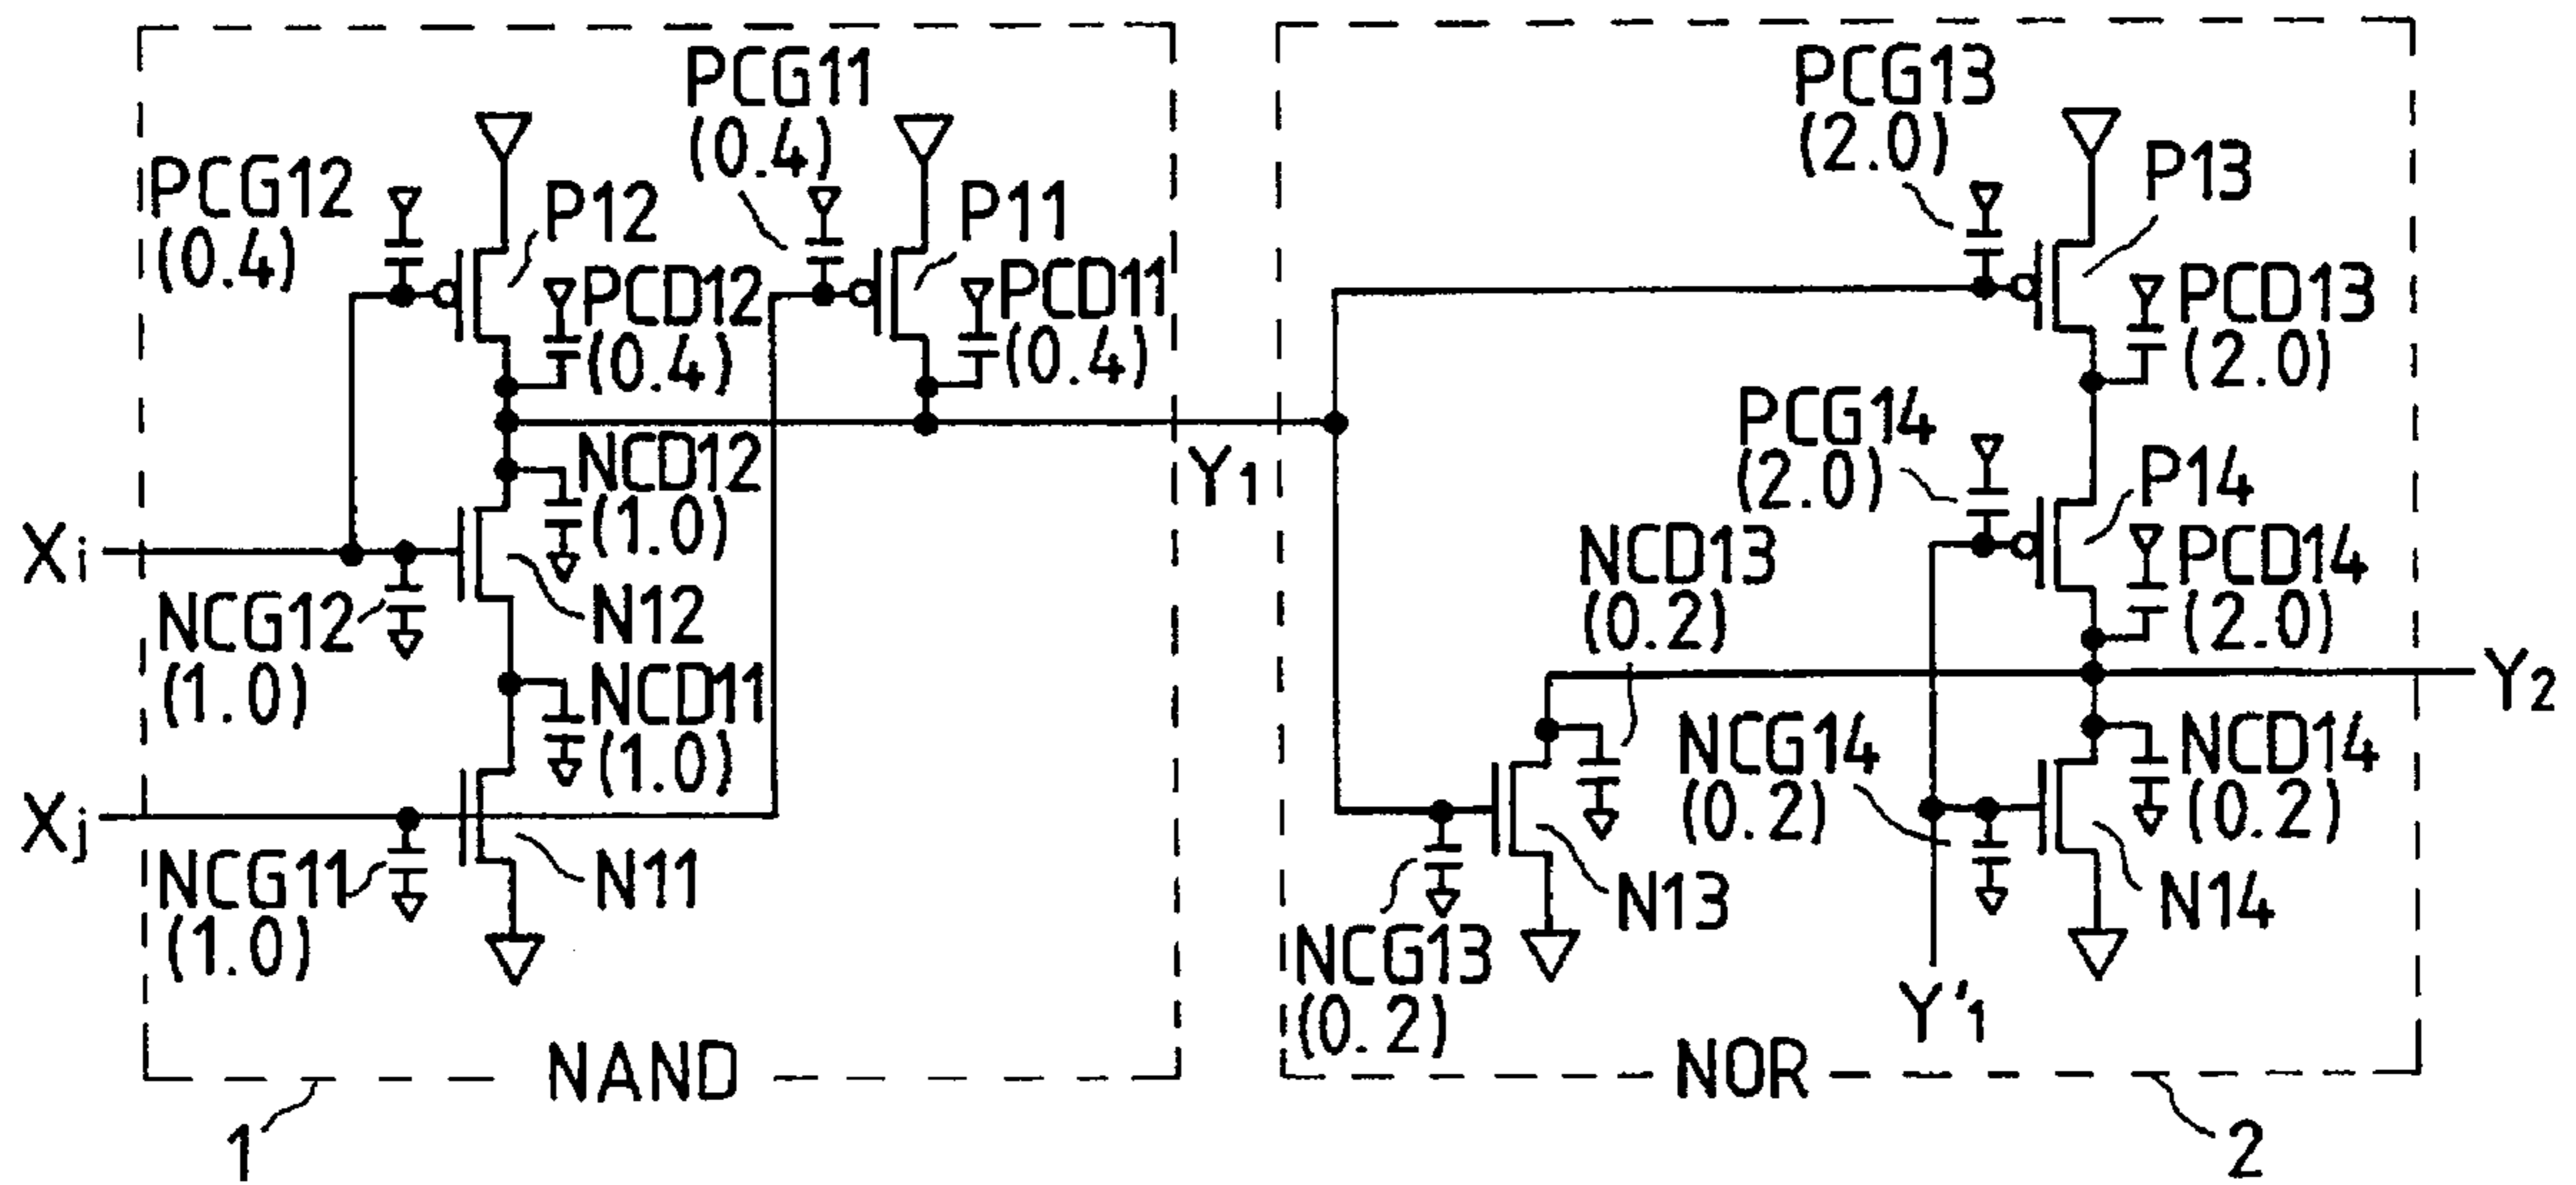 PCG12
(0.4)
P12
PCD12
(0.4)
PCG11
(0.4)
P11
PCD11
(0.4)
NCD12
(1.0)
Xi
NCG12
(1.0)
N12
NCD11
(1.0)
Xj
NCG11
(1.0)
N11
NAND
1
Y1
PCG13
(2.0)
P13
PCD13
(2.0)
PCG14
(2.0)
P14
PCD14
(2.0)
NCD13
(0.2)
Y2
NCG14
(0.2)
NCD14
(0.2)
NCG13
(0.2)
N13
N14
Y'1
NOR
2